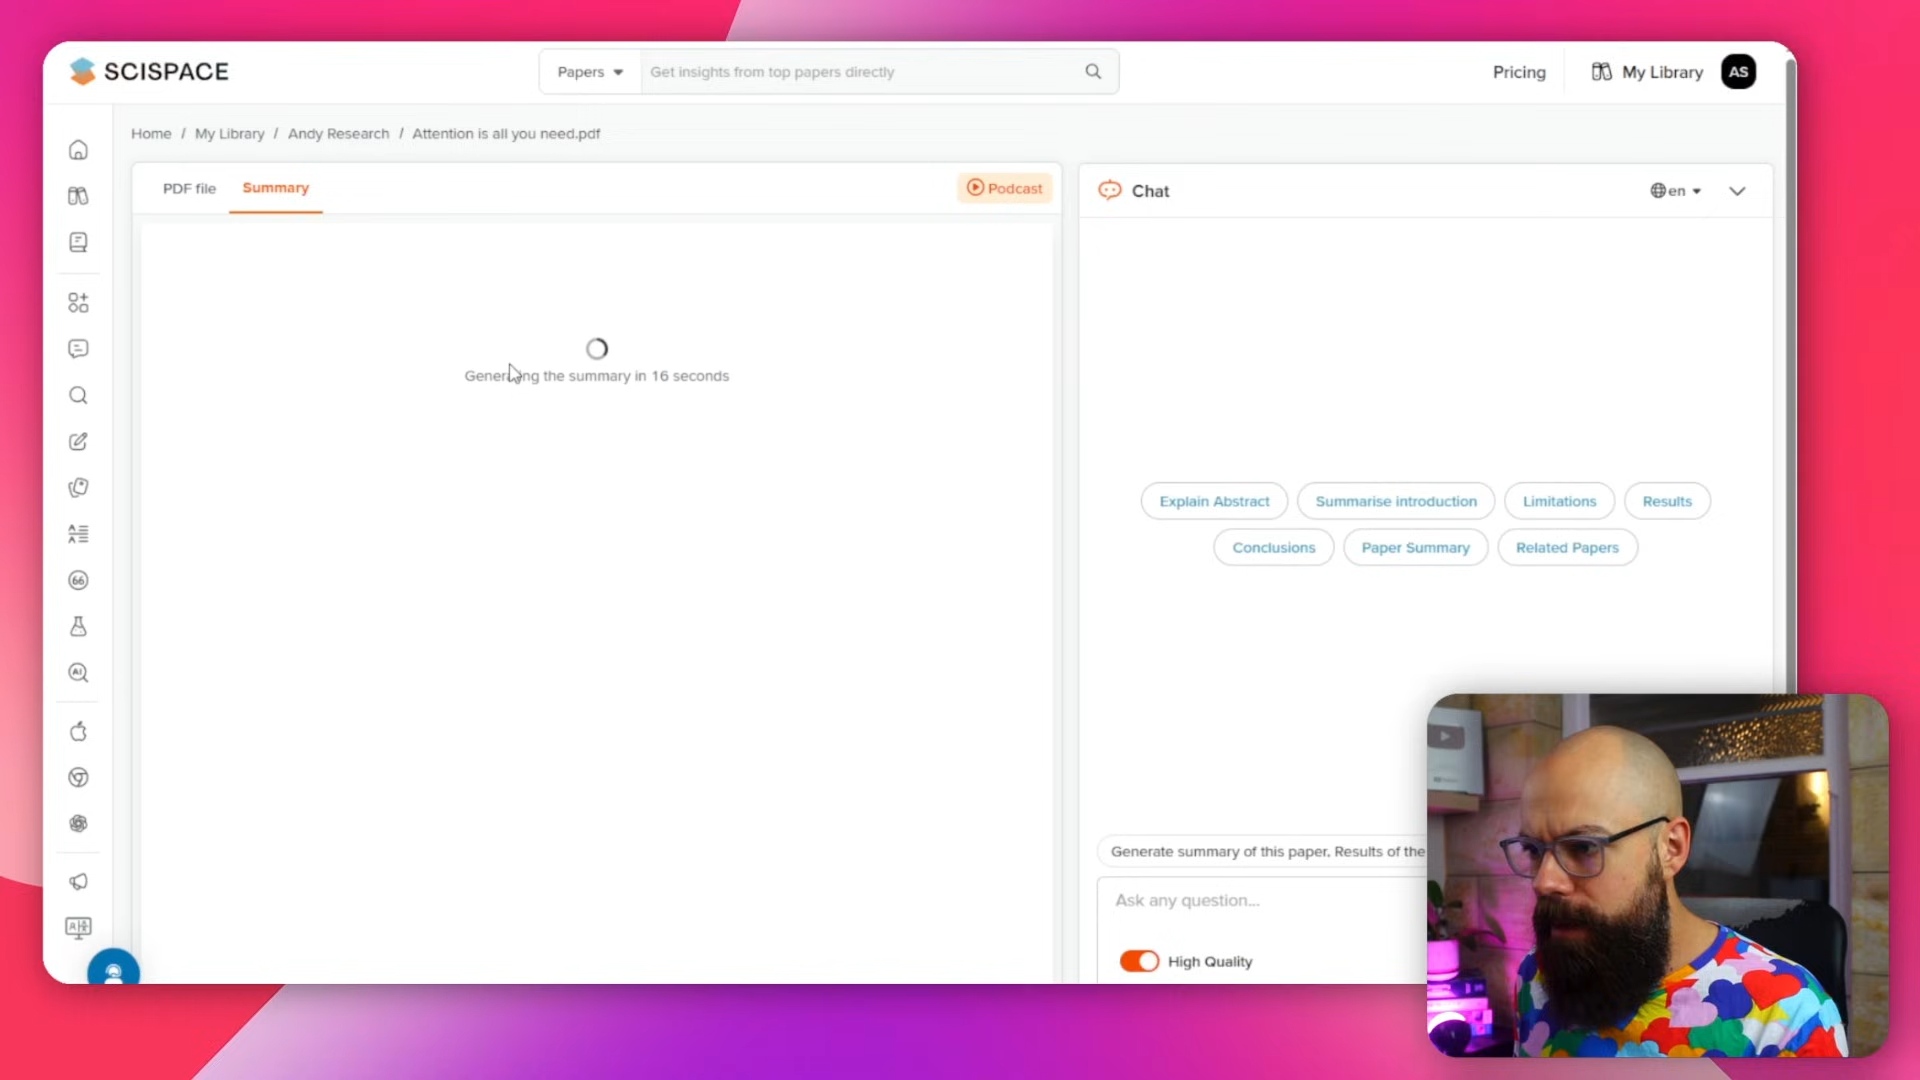 SCISPACE
Papers
Get insights from top papers directly
Pricing
My Library
AS
Home / My Library / Andy Research / Attention is all you need.pdf
PDF file
Summary
Podcast
Chat
en
Generating the summary in 16 seconds
Explain Abstract
Summarise introduction
Limitations
Results
Conclusions
Paper Summary
Related Papers
Generate summary of this paper. Results of the
Ask any question...
High Quality